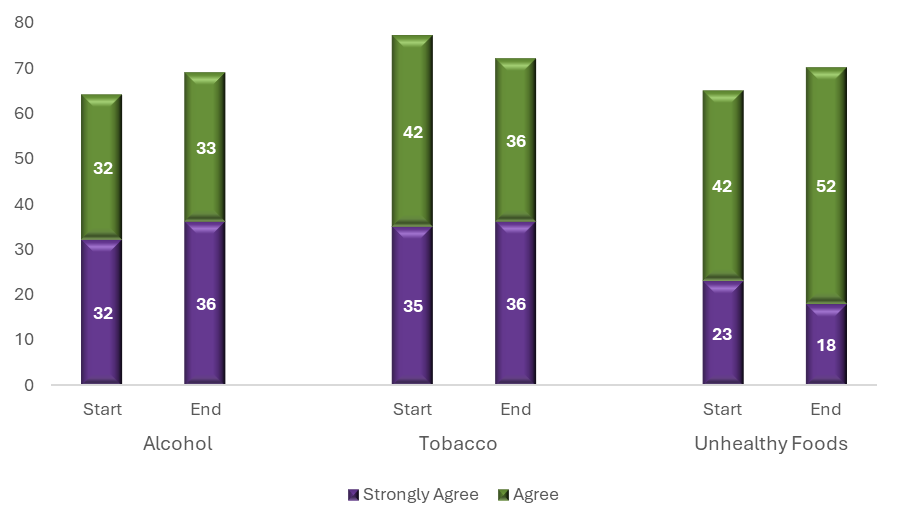 80
70
60
50
40
30
20
10
0
32 33 42 36 42 52
32 36 35 36 23 18
Start End Start End Start End
Alcohol Tobacco Unhealthy Foods
Strongly Agree Agree